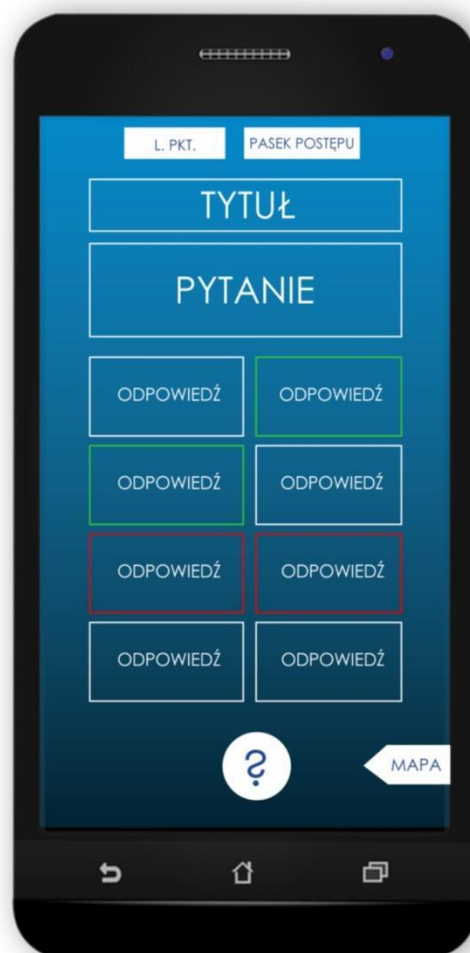 L. PKT.
PASEK POSTĘPU
TYTUŁ
PYTANIE
ODPOWIEDŹ
ODPOWIEDŹ
ODPOWIEDŹ
ODPOWIEDŹ
ODPOWIEDŹ
ODPOWIEDŹ
ODPOWIEDŹ
ODPOWIEDŹ
?
MAPA